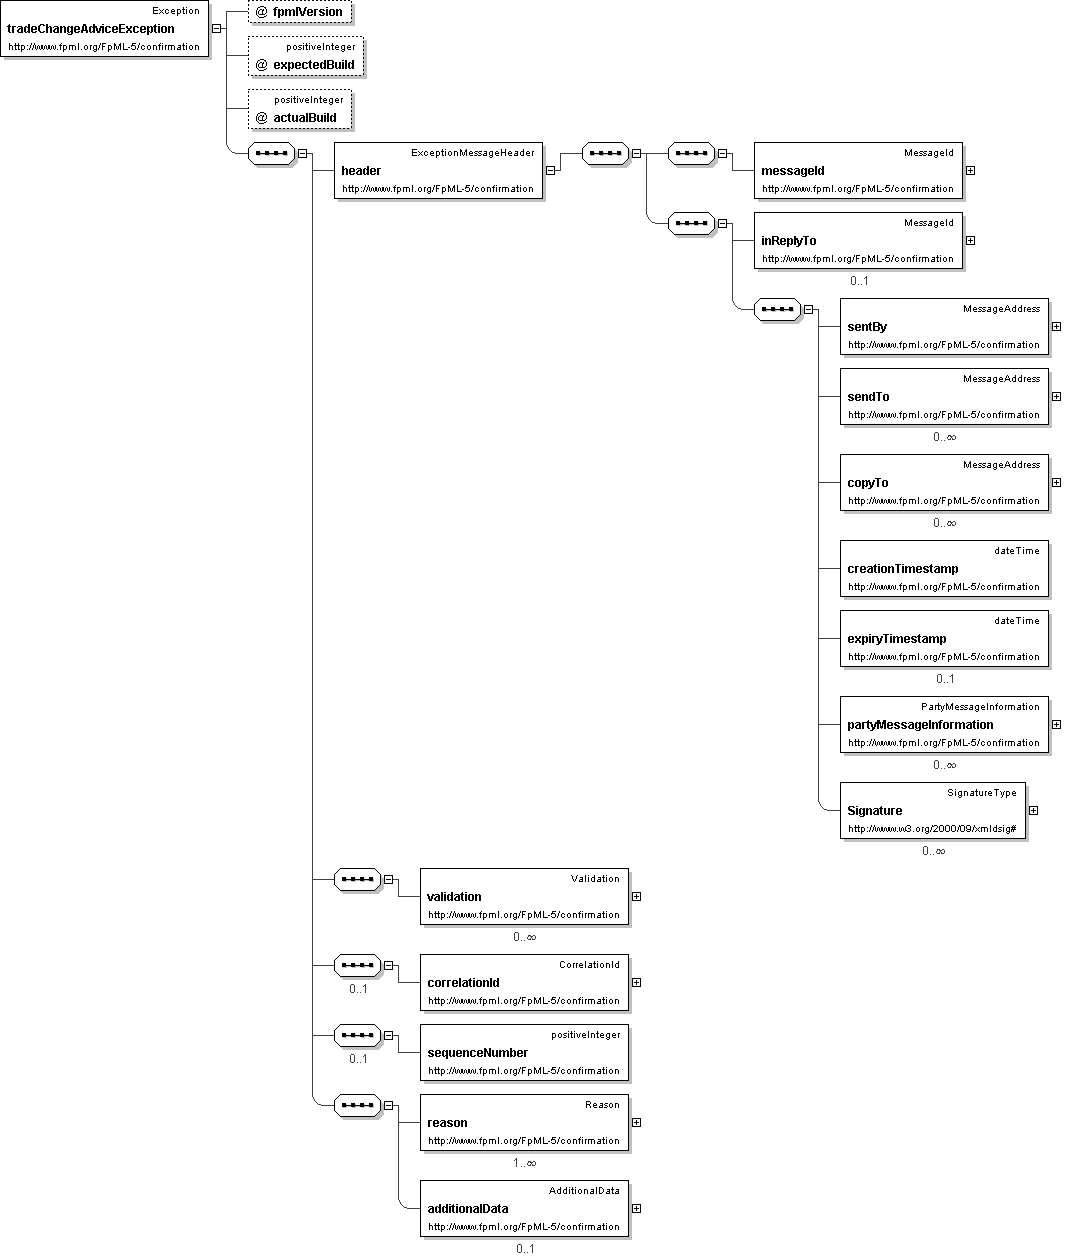 Exception
tradeChangeAdviceException
http://www.fpml.org/FpML-5/confirmation
@ fpmlVersion
positiveInteger
@ expectedBuild
positiveInteger
@ actualBuild
ExceptionMessageHeader
header
http://www.fpml.org/FpML-5/confirmation
MessageId
messageId
http://www.fpml.org/FpML-5/confirmation
MessageId
inReplyTo
http://www.fpml.org/FpML-5/confirmation
0..1
MessageAddress
sentBy
http://www.fpml.org/FpML-5/confirmation
MessageAddress
sendTo
http://www.fpml.org/FpML-5/confirmation
0..∞
MessageAddress
copyTo
http://www.fpml.org/FpML-5/confirmation
0..∞
dateTime
creationTimestamp
http://www.fpml.org/FpML-5/confirmation
dateTime
expiryTimestamp
http://www.fpml.org/FpML-5/confirmation
0..1
PartyMessageInformation
partyMessageInformation
http://www.fpml.org/FpML-5/confirmation
0..∞
SignatureType
Signature
http://www.w3.org/2000/09/xmldsig#
0..∞
Validation
validation
http://www.fpml.org/FpML-5/confirmation
0..∞
0..1
CorrelationId
correlationId
http://www.fpml.org/FpML-5/confirmation
0..1
positiveInteger
sequenceNumber
http://www.fpml.org/FpML-5/confirmation
Reason
reason
http://www.fpml.org/FpML-5/confirmation
1..∞
AdditionalData
additionalData
http://www.fpml.org/FpML-5/confirmation
0..1